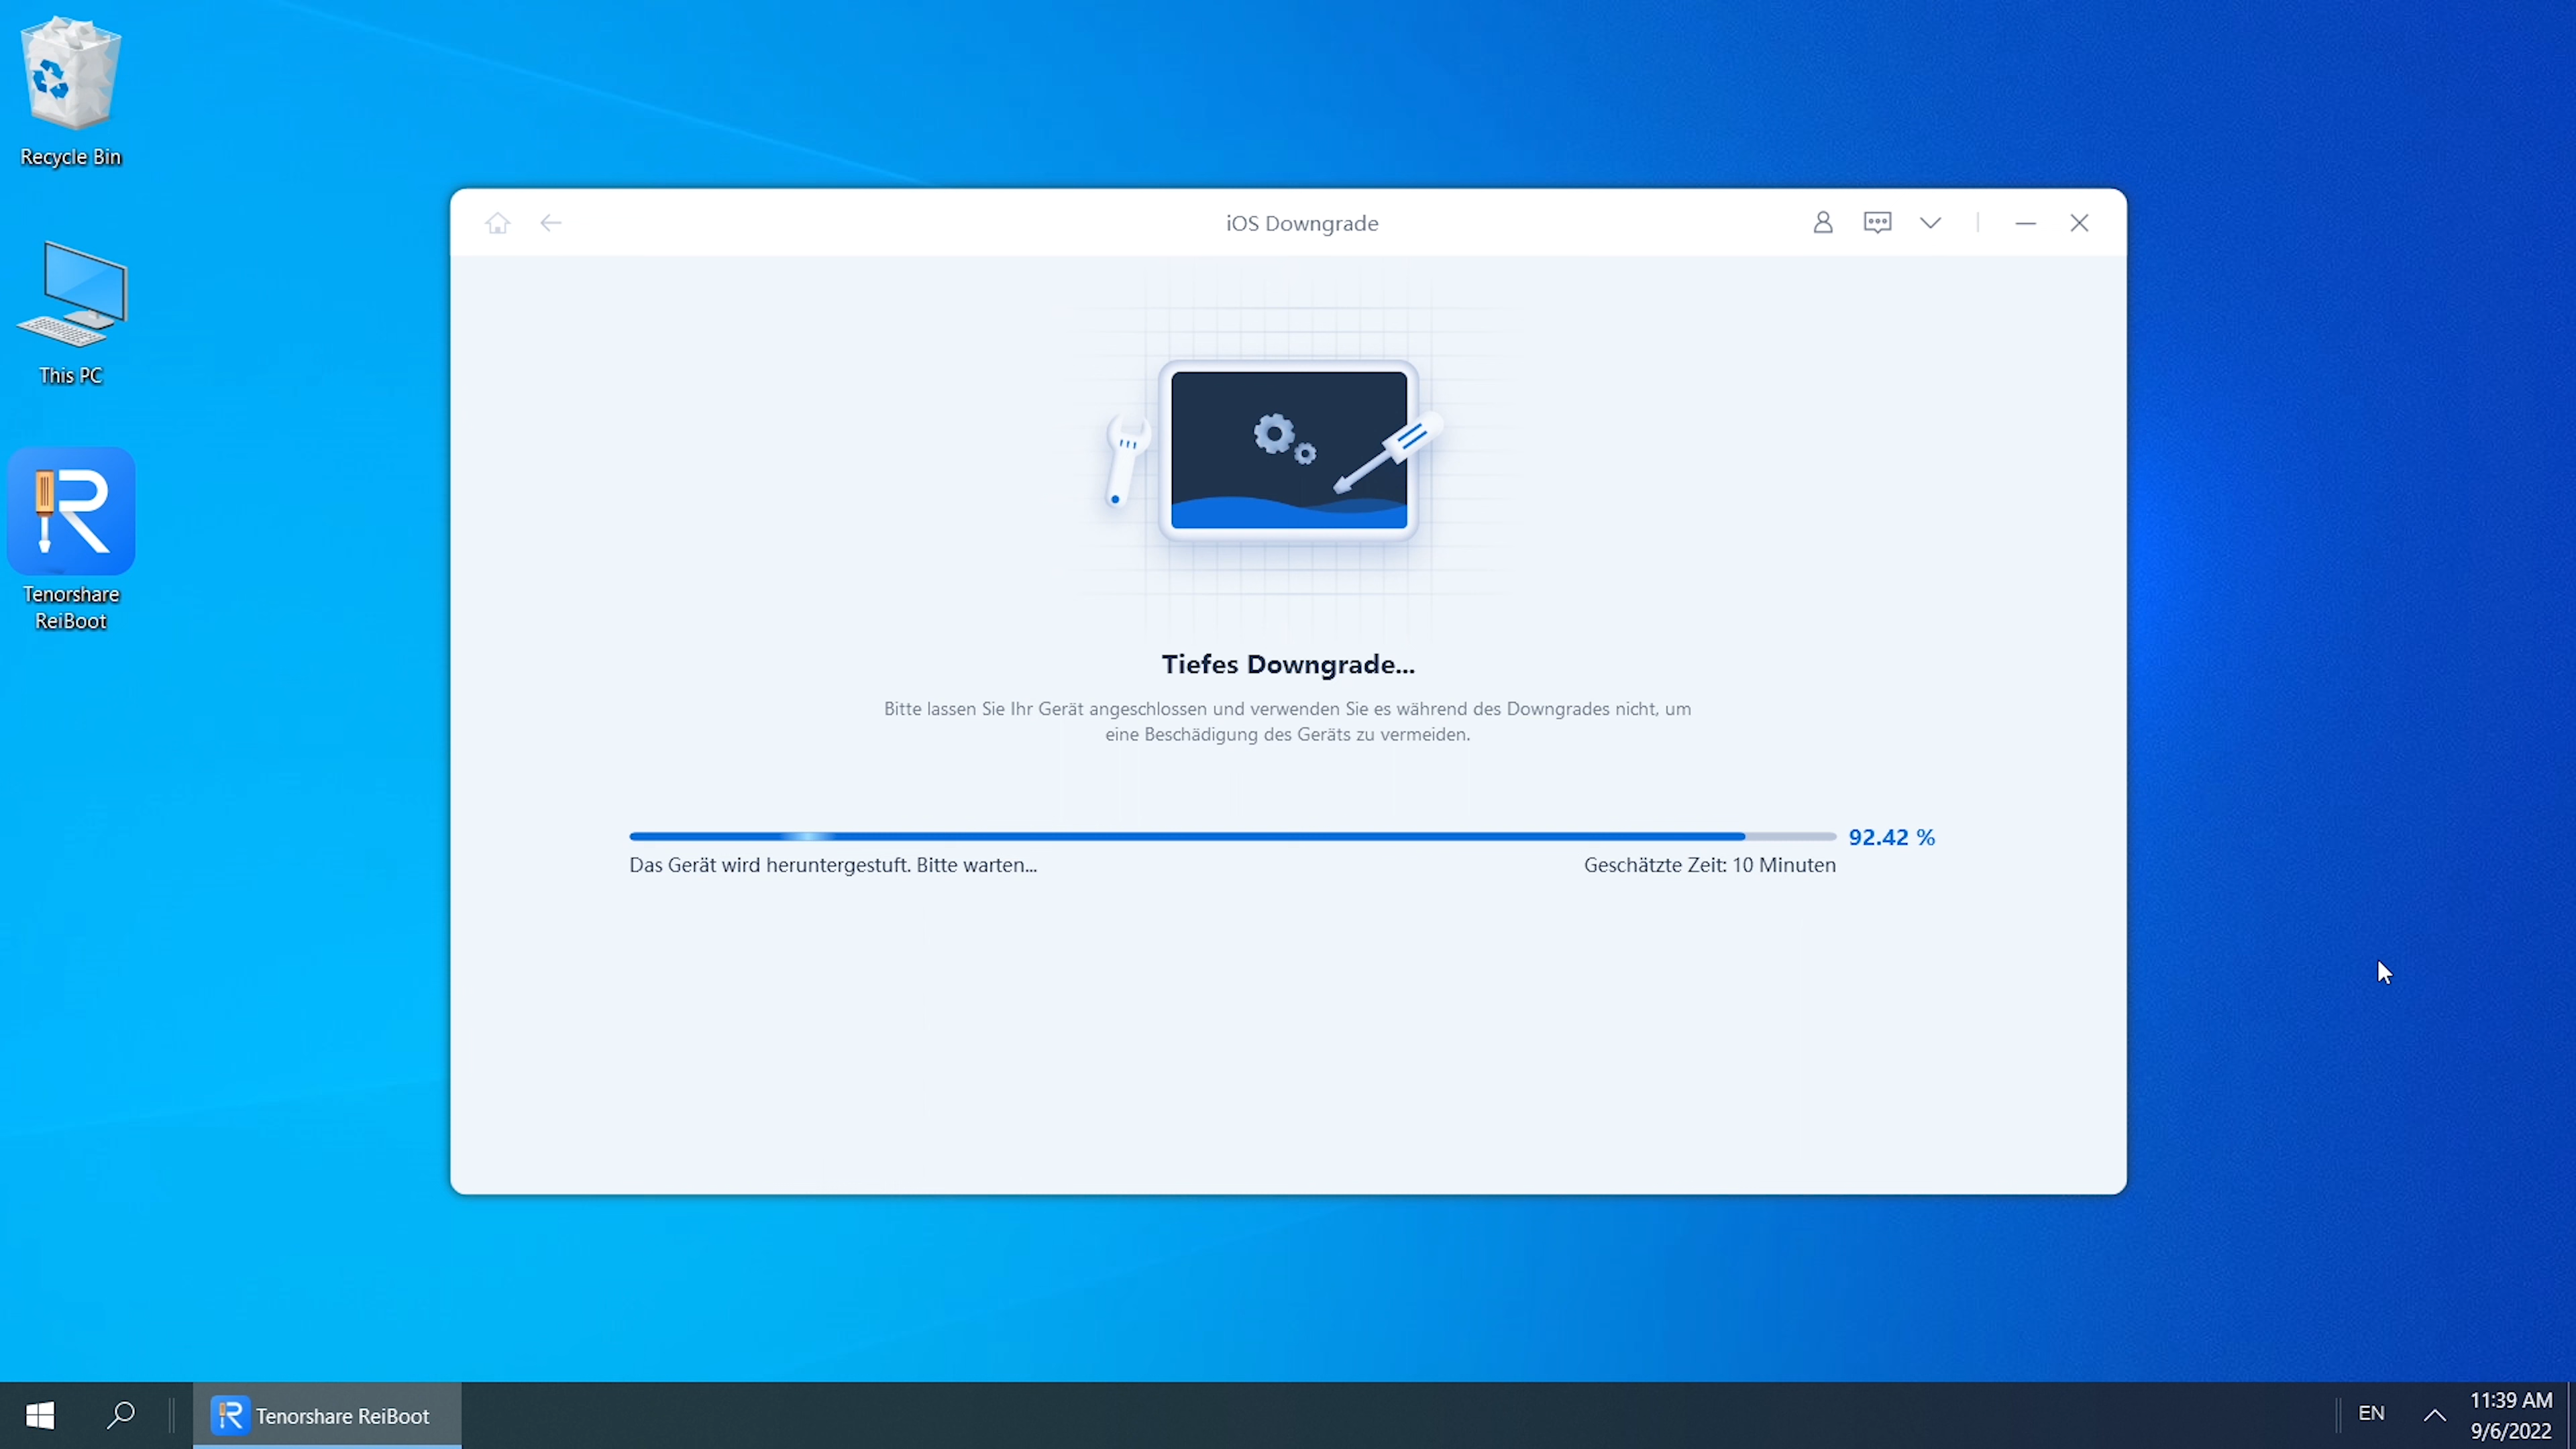 Recycle Bin
This PC
Tenorshare
ReiBoot
iOS Downgrade
Tiefes Downgrade...
Bitte lassen Sie Ihr Gerät angeschlossen und verwenden Sie es während des Downgrades nicht, um
eine Beschädigung des Geräts zu vermeiden.
92.42 %
Das Gerät wird heruntergestuft. Bitte warten...
Geschätzte Zeit: 10 Minuten
Tenorshare ReiBoot
EN
11:39 AM
9/6/2022